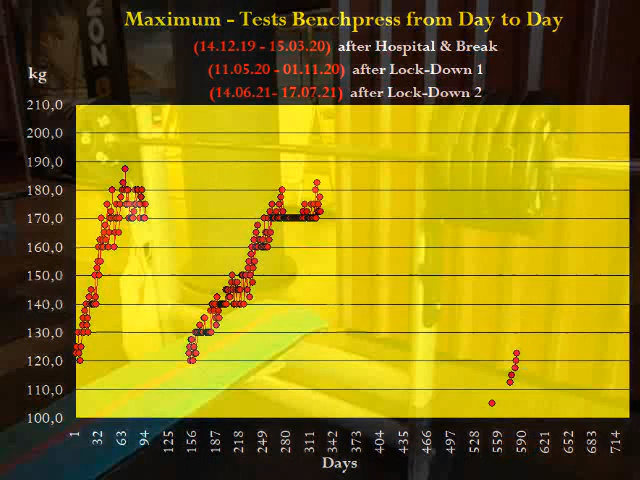 Maximum - Tests Benchpress from Day to Day
(14.12.19 - 15.03.20) after Hospital & Break
(11.05.20 - 01.11.20) after Lock-Down 1
(14.06.21- 17.07.21) after Lock-Down 2
kg
210,0
200,0
190,0
180,0
170,0
160,0
150,0
140,0
130,0
120,0
110,0
100,0
1 32 63 94 125 156 187 218 249 280 311 342 373 404 435 466 497 528 559 590 621 652 683 714
Days
ZON